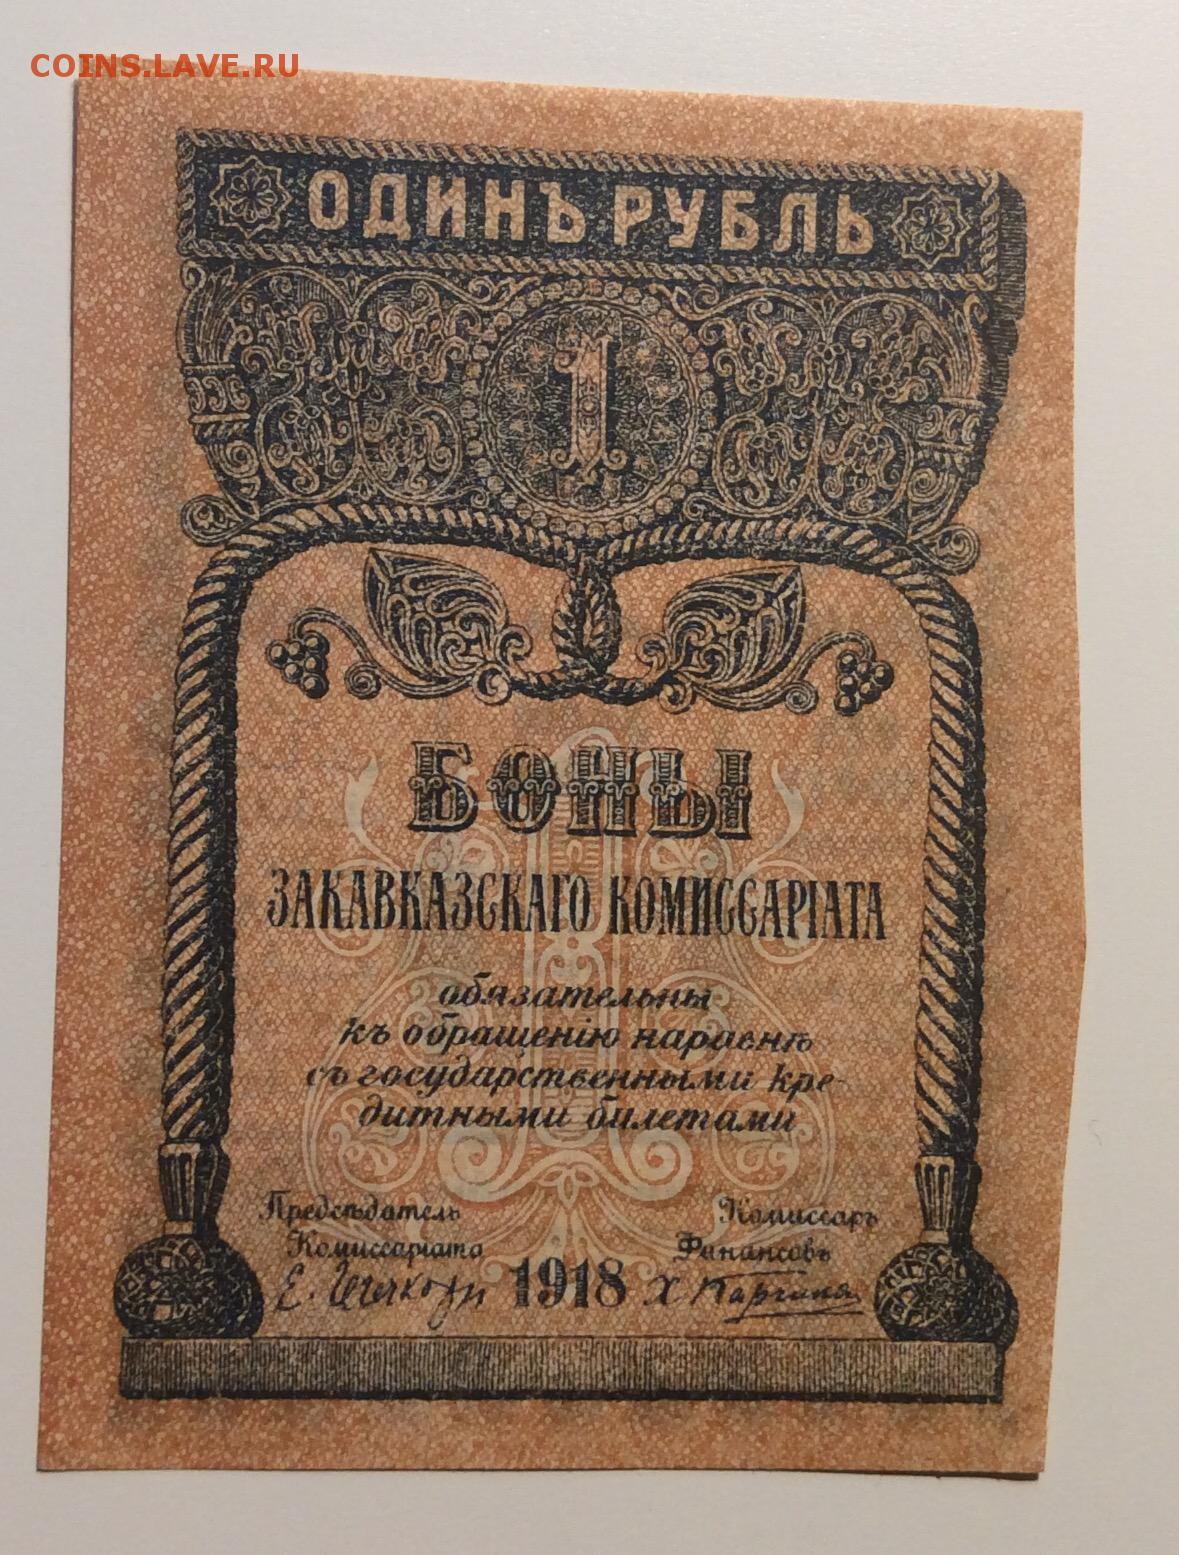 COINS.LAVE.RU
ОДИНЪ РУБЛЬ
1
БОНЫ
ЗАКАВКАЗСКАГО КОМИССАРІАТА
обязательны
къ обращенію наравнѣ
съ государственными кре-
дитными билетами
Предсѣдатель
Комиссаріата
Е. Гегечкори
Комиссаръ
Финансовъ
1918